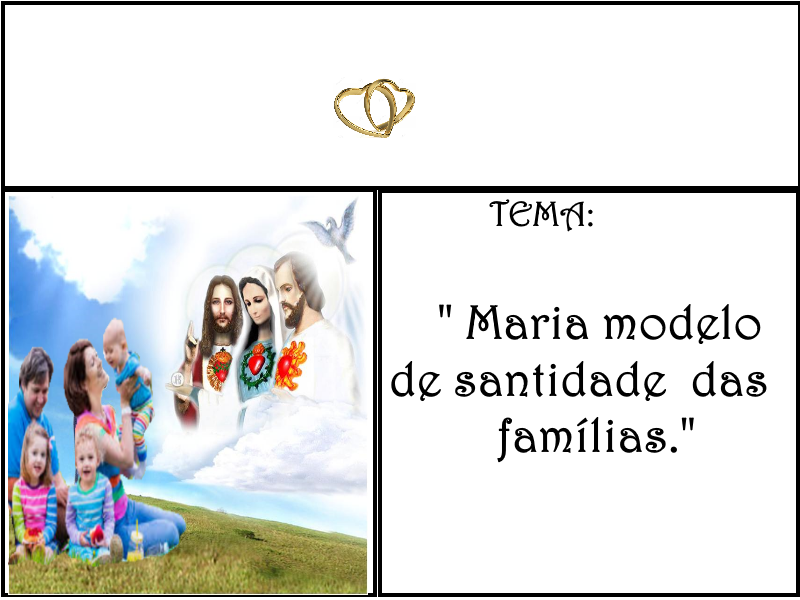 TEMA:
" Maria modelo
de santidade das
famílias."